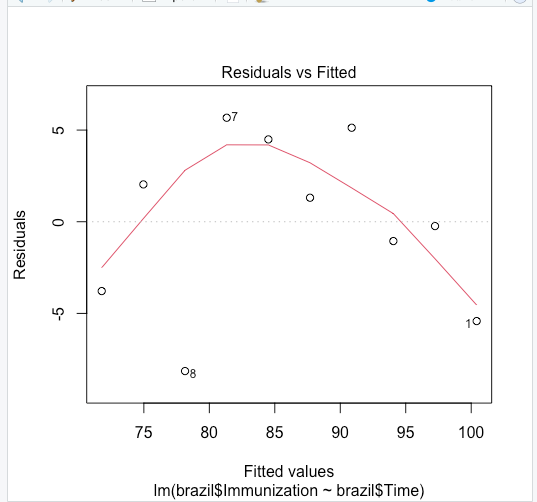 Residuals vs Fitted
Residuals
5
0
-5
7
8
1
75 80 85 90 95 100
Fitted values
lm(brazil$Immunization ~ brazil$Time)